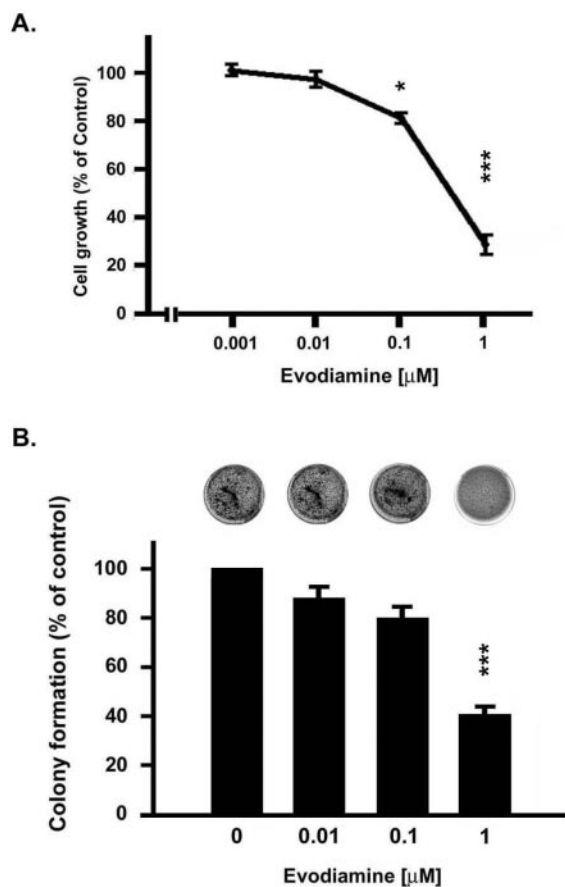 A.
Cell growth (% of Control)
100
80
60
40
20
0
*
***
0.001 0.01 0.1 1
Evodiamine [μM]
B.
Colony formation (% of control)
100
80
60
40
20
0
***
0 0.01 0.1 1
Evodiamine [μM]